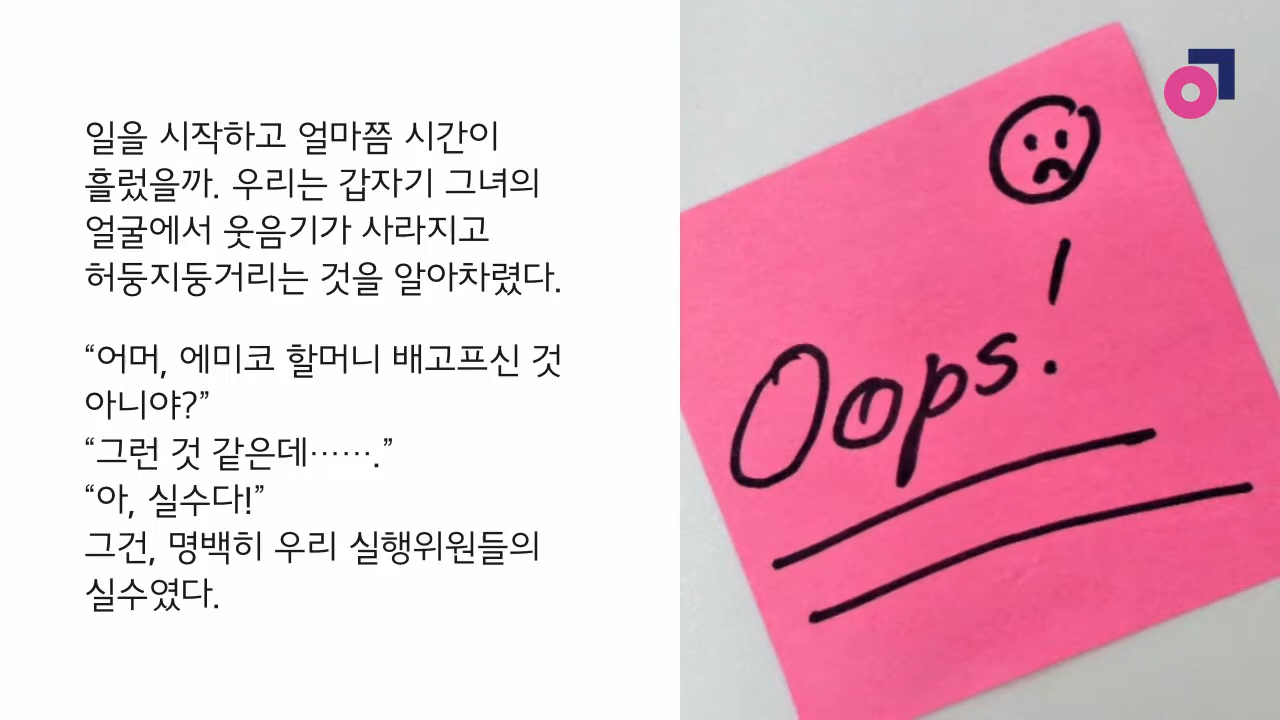 일을 시작하고 얼마쯤 시간이
흘렀을까. 우리는 갑자기 그녀의
얼굴에서 웃음기가 사라지고
허둥지둥거리는 것을 알아차렸다.
“어머, 에미코 할머니 배고프신 것
아니야?”
“그런 것 같은데…….”
“아, 실수다!”
그건, 명백히 우리 실행위원들의
실수였다.
Oops!